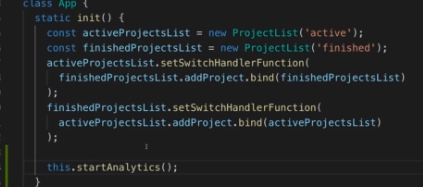 class App {
static init() {
const activeProjectsList = new ProjectList('active');
const finishedProjectsList = new ProjectList('finished');
activeProjectsList.setSwitchHandlerFunction(
finishedProjectsList.addProject.bind(finishedProjectsList)
);
finishedProjectsList.setSwitchHandlerFunction(
activeProjectsList.addProject.bind(activeProjectsList)
);
this.startAnalytics();
}